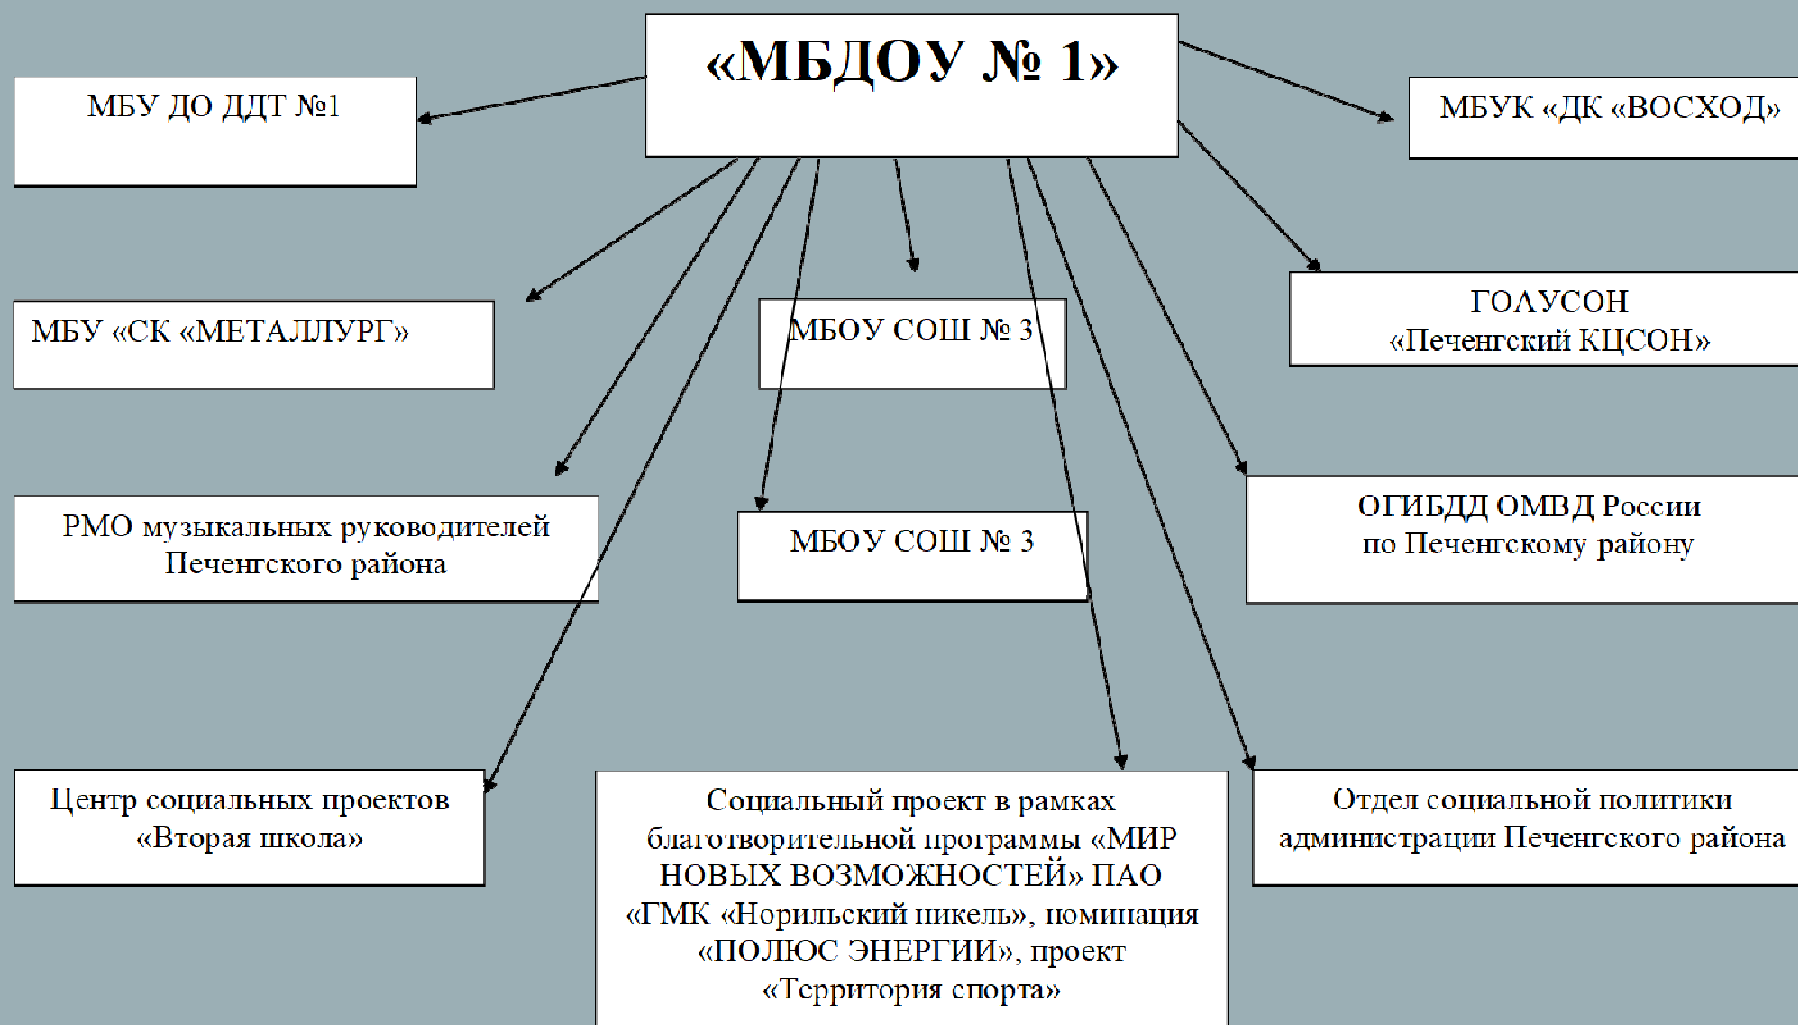 «МБДОУ № 1»
МБУ ДО ДДТ №1
МБУК «ДК «ВОСХОД»
МБУ «СК «МЕТАЛЛУРГ»
МБОУ СОШ № 3
ГОАУСОН
«Печенгский КЦСОН»
РМО музыкальных руководителей
Печенгского района
МБОУ СОШ № 3
ОГИБДД ОМВД России
по Печенгскому району
Центр социальных проектов
«Вторая школа»
Социальный проект в рамках
благотворительной программы «МИР
НОВЫХ ВОЗМОЖНОСТЕЙ» ПАО
«ГМК «Норильский никель», номинация
«ПОЛЮС ЭНЕРГИИ», проект
«Территория спорта»
Отдел социальной политики
администрации Печенгского района